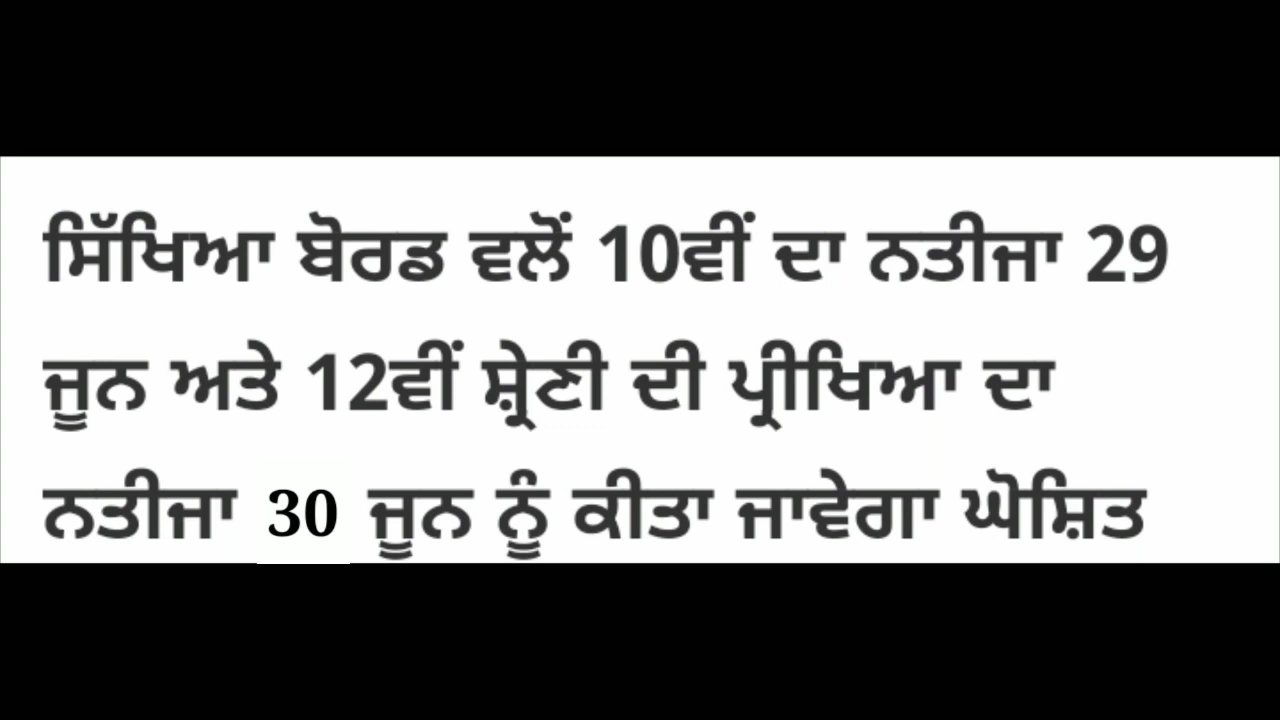 ਸਿੱਖਿਆ ਬੋਰਡ ਵਲੋਂ 10ਵੀਂ ਦਾ ਨਤੀਜਾ 29
ਜੂਨ ਅਤੇ 12ਵੀਂ ਸ਼੍ਰੇਣੀ ਦੀ ਪ੍ਰੀਖਿਆ ਦਾ
ਨਤੀਜਾ 30 ਜੂਨ ਨੂੰ ਕੀਤਾ ਜਾਵੇਗਾ ਘੋਸ਼ਿਤ